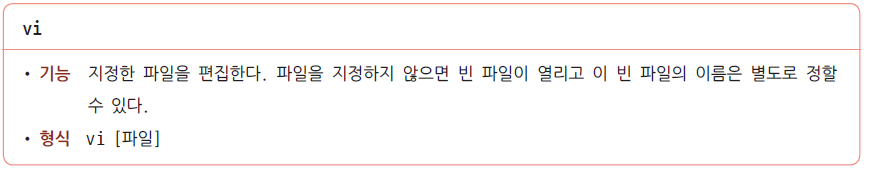 vi
• 기능 지정한 파일을 편집한다. 파일을 지정하지 않으면 빈 파일이 열리고 이 빈 파일의 이름은 별도로 정할
수 있다.
• 형식 vi [파일]